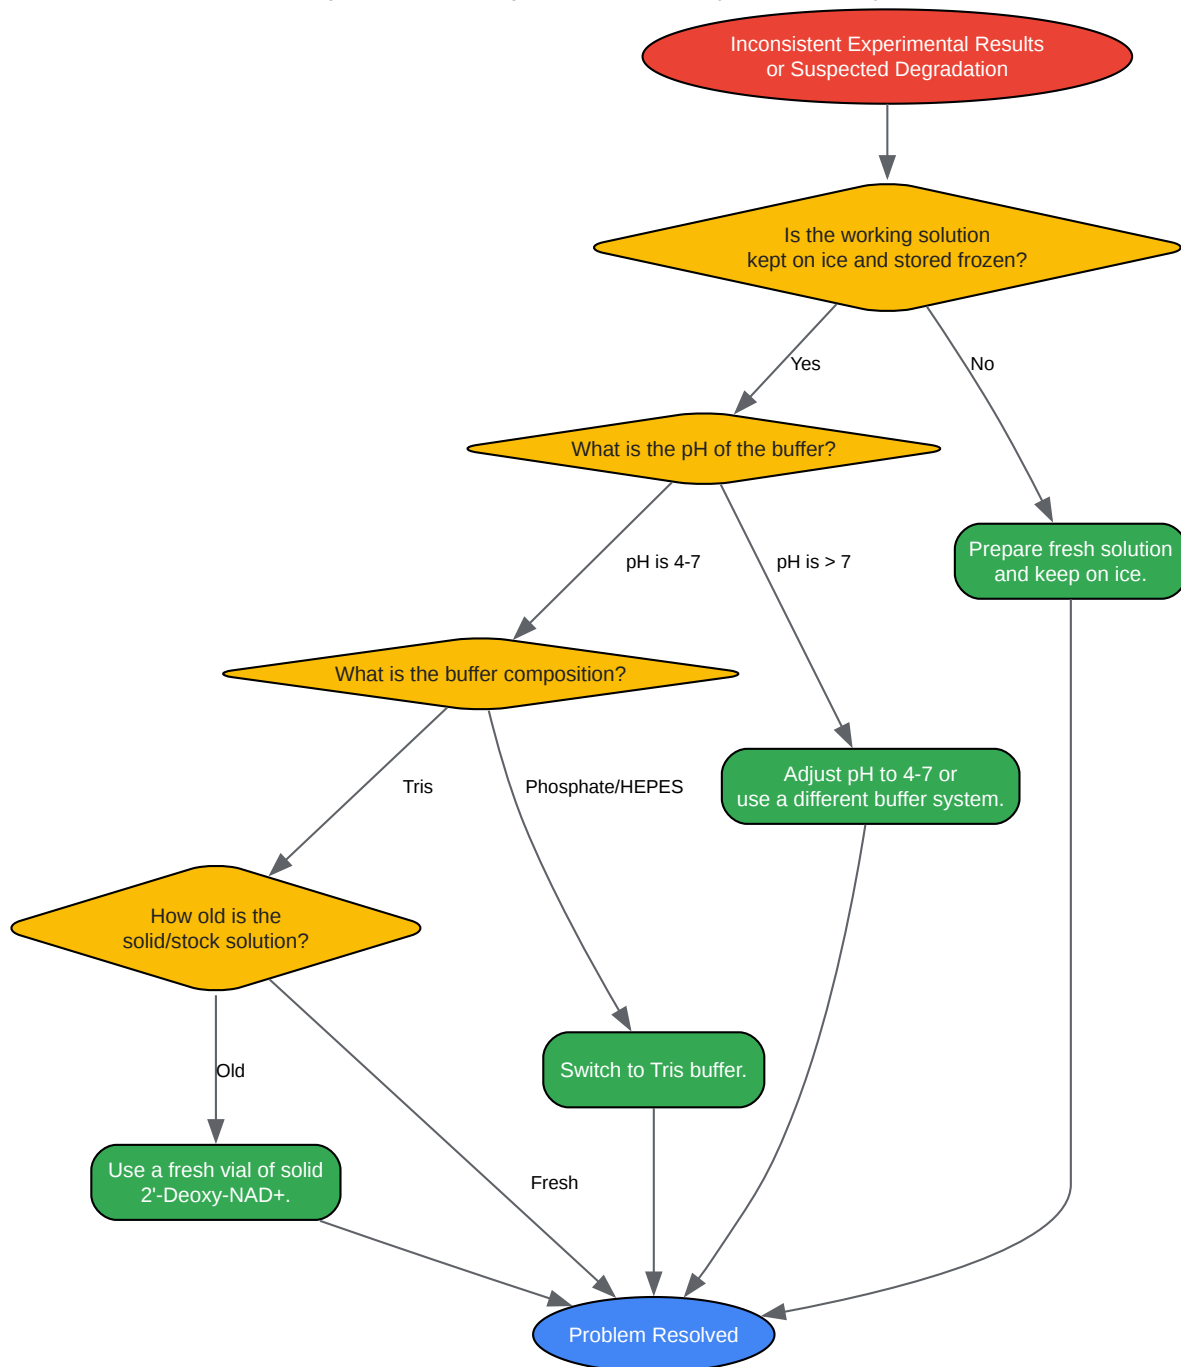 Inconsistent Experimental Results
or Suspected Degradation
Is the working solution
kept on ice and stored frozen?
Yes
No
What is the pH of the buffer?
Prepare fresh solution
and keep on ice.
pH is 4-7
pH is > 7
What is the buffer composition?
Adjust pH to 4-7 or
use a different buffer system.
Tris
Phosphate/HEPES
How old is the
solid/stock solution?
Switch to Tris buffer.
Old
Use a fresh vial of solid
2'-Deoxy-NAD+.
Fresh
Problem Resolved